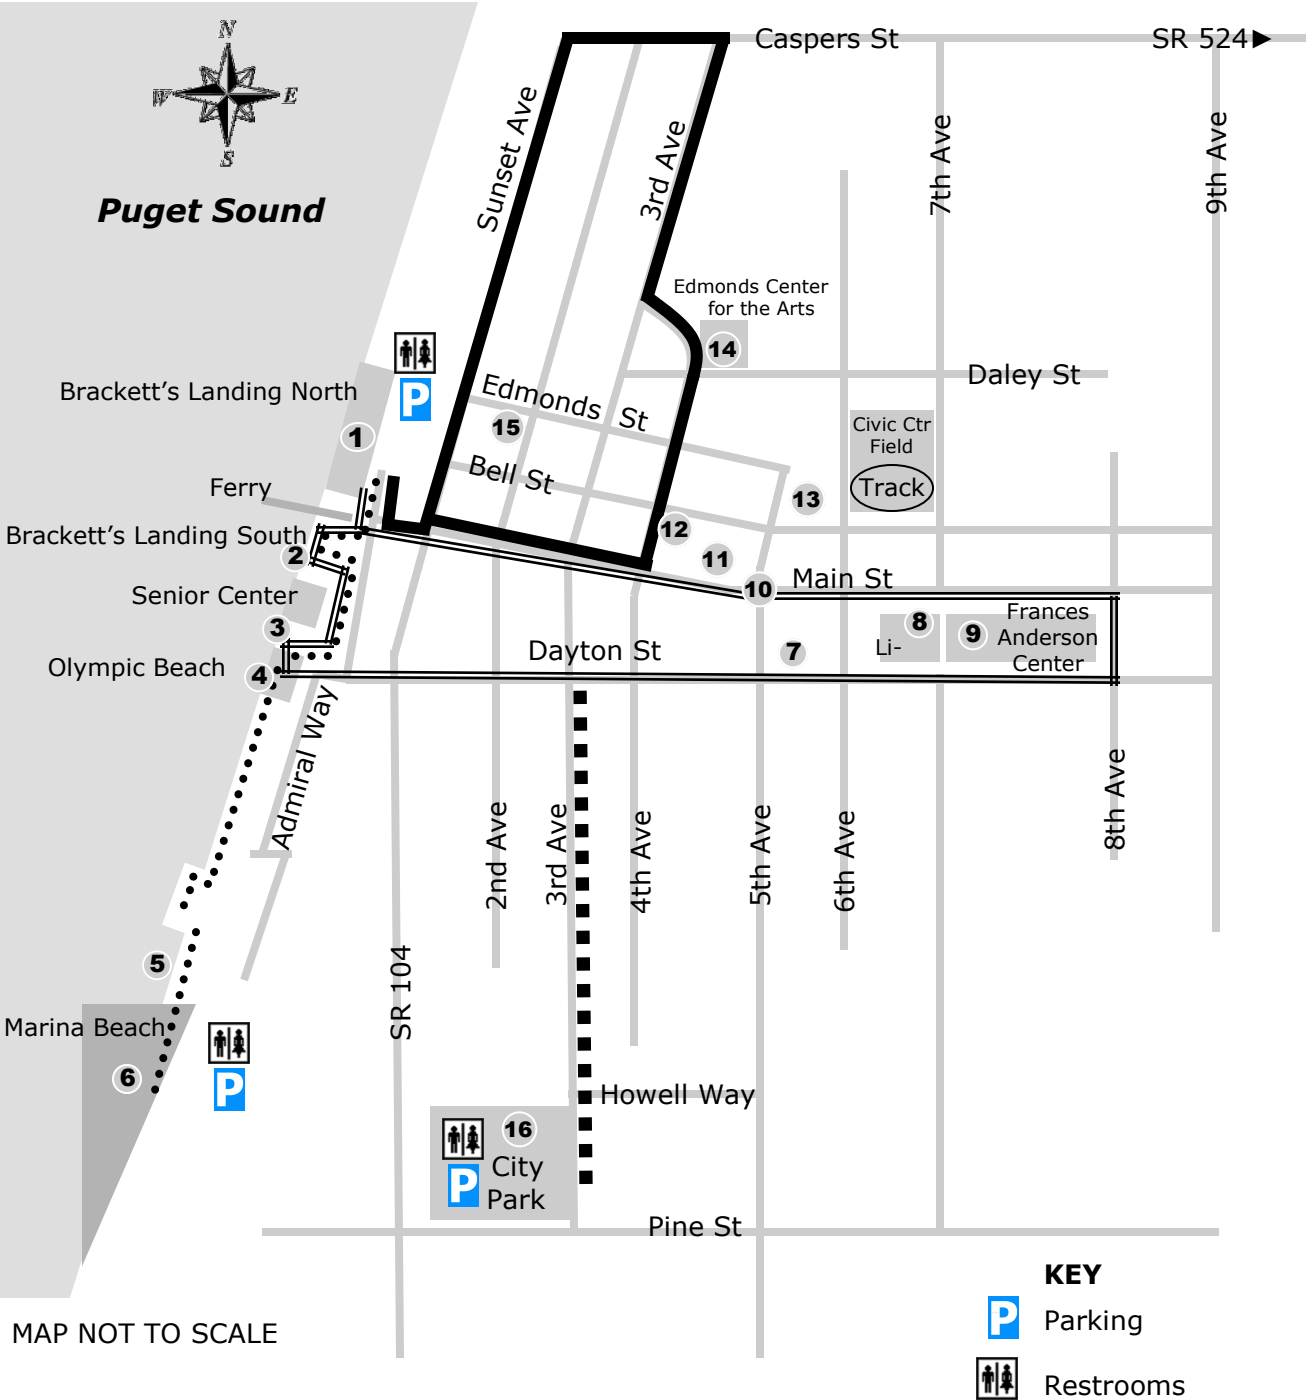 N
W
E
S
Puget Sound
Caspers St
SR 524
Sunset Ave
3rd Ave
7th Ave
9th Ave
Edmonds Center
for the Arts
14
Brackett's Landing North
P
Daley St
Edmonds St
15
1
Civic Ctr
Field
Track
Bell St
Ferry
13
12
Brackett's Landing South
2
11
Main St
10
Senior Center
3
Frances
Anderson
Center
8
9
Li-
7
Dayton St
Olympic Beach
4
Admiral Way
2nd Ave
3rd Ave
4th Ave
5th Ave
6th Ave
8th Ave
SR 104
5
Marina Beach
6
P
Howell Way
16
City
Park
P
Pine St
KEY
P
Parking
Restrooms
MAP NOT TO SCALE